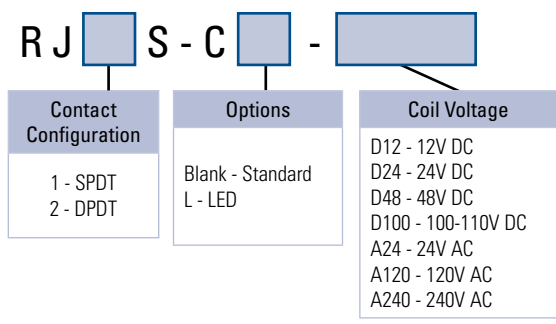 RJ S - C -
Contact
Configuration
1 - SPDT
2 - DPDT
Options
Blank - Standard
L - LED
Coil Voltage
D12 - 12V DC
D24 - 24V DC
D48 - 48V DC
D100 - 100-110V DC
A24 - 24V AC
A120 - 120V AC
A240 - 240V AC